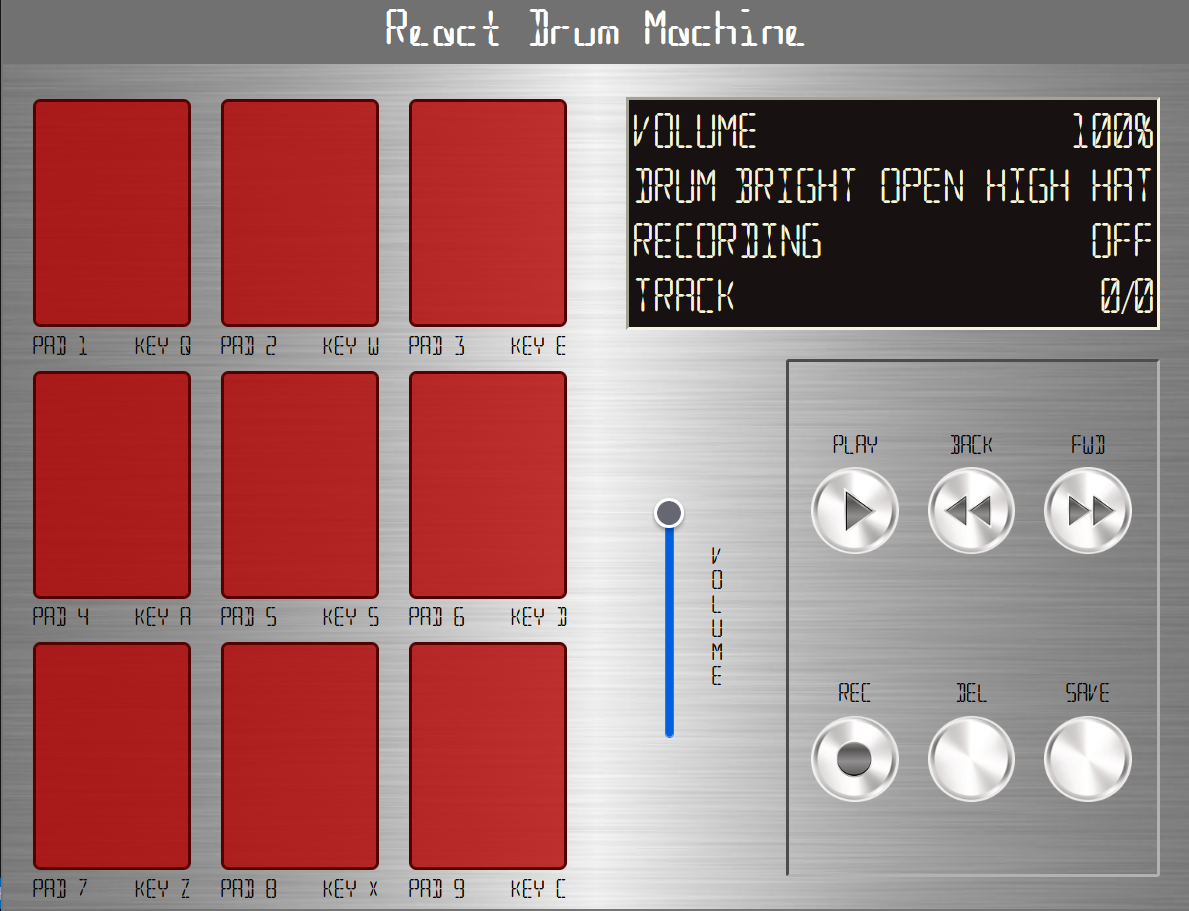 React Drum Machine
VOLUME 100%
DRUM BRIGHT OPEN HIGH HAT
RECORDING OFF
TRACK 0/0
PAD 1 KEY Q PAD 2 KEY W PAD 3 KEY E
PLAY BACK FWD
VOLUME
PAD 4 KEY A PAD 5 KEY S PAD 6 KEY D
REC DEL SAVE
PAD 7 KEY Z PAD 8 KEY X PAD 9 KEY C